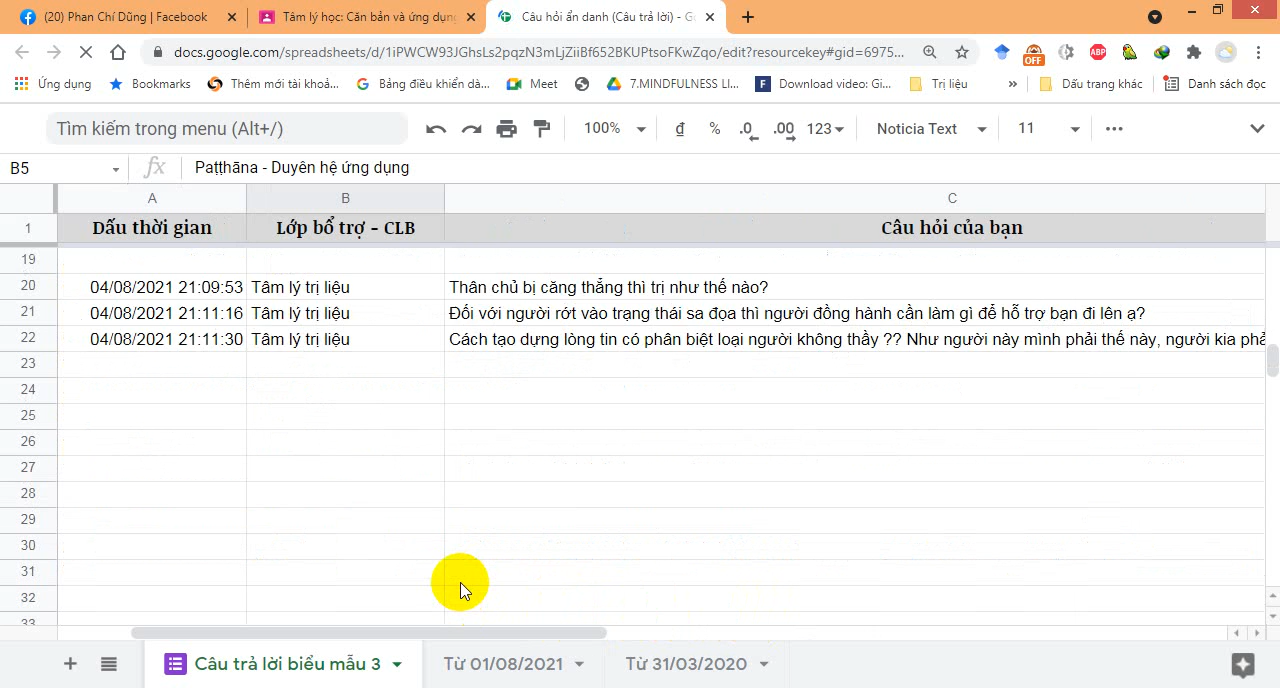 (20) Phan Chí Dũng | Facebook
Tâm lý học: Căn bản và ứng dụng
Câu hỏi ẩn danh (Câu trả lời) - Go
docs.google.com/spreadsheets/d/1iPWCW93JGhsLs2pqzN3mLjZiiBf652BKUPtsoFKwZqo/edit?resourcekey#gid=6975...
OFF
ABP
Ứng dụng
Bookmarks
Thêm mới tài khoả...
Bảng điều khiển dà...
Meet
7.MINDFULNESS LI...
Download video: Gi...
Trị liệu
»
Dấu trang khác
Danh sách đọc
Tìm kiếm trong menu (Alt+/)
100%
đ
%
.0
.00
123
Noticia Text
11
B5
fx
Paṭṭhāna - Duyên hệ ứng dụng
A B C
1 Dấu thời gian Lớp bổ trợ - CLB Câu hỏi của bạn
19
20 04/08/2021 21:09:53 Tâm lý trị liệu Thân chủ bị căng thẳng thì trị như thế nào?
21 04/08/2021 21:11:16 Tâm lý trị liệu Đối với người rớt vào trạng thái sa đọa thì người đồng hành cần làm gì để hỗ trợ bạn đi lên ạ?
22 04/08/2021 21:11:30 Tâm lý trị liệu Cách tạo dựng lòng tin có phân biệt loại người không thầy ?? Như người này mình phải thế này, người kia phả
23
24
25
26
27
28
29
30
31
32
33
Câu trả lời biểu mẫu 3
Từ 01/08/2021
Từ 31/03/2020